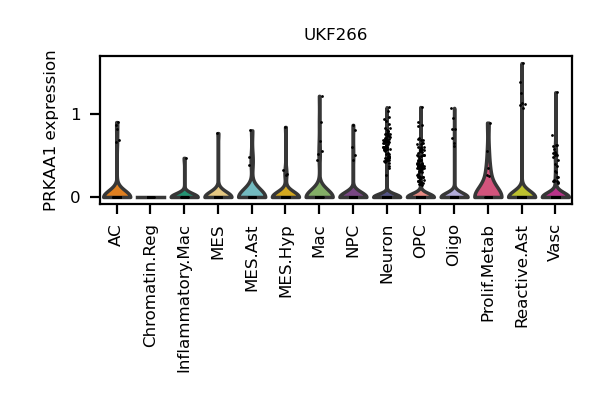 UKF266
PRKAA1 expression
1
0
AC
Chromatin.Reg
Inflammatory.Mac
MES
MES.Ast
MES.Hyp
Mac
NPC
Neuron
OPC
Oligo
Prolif.Metab
Reactive.Ast
Vasc